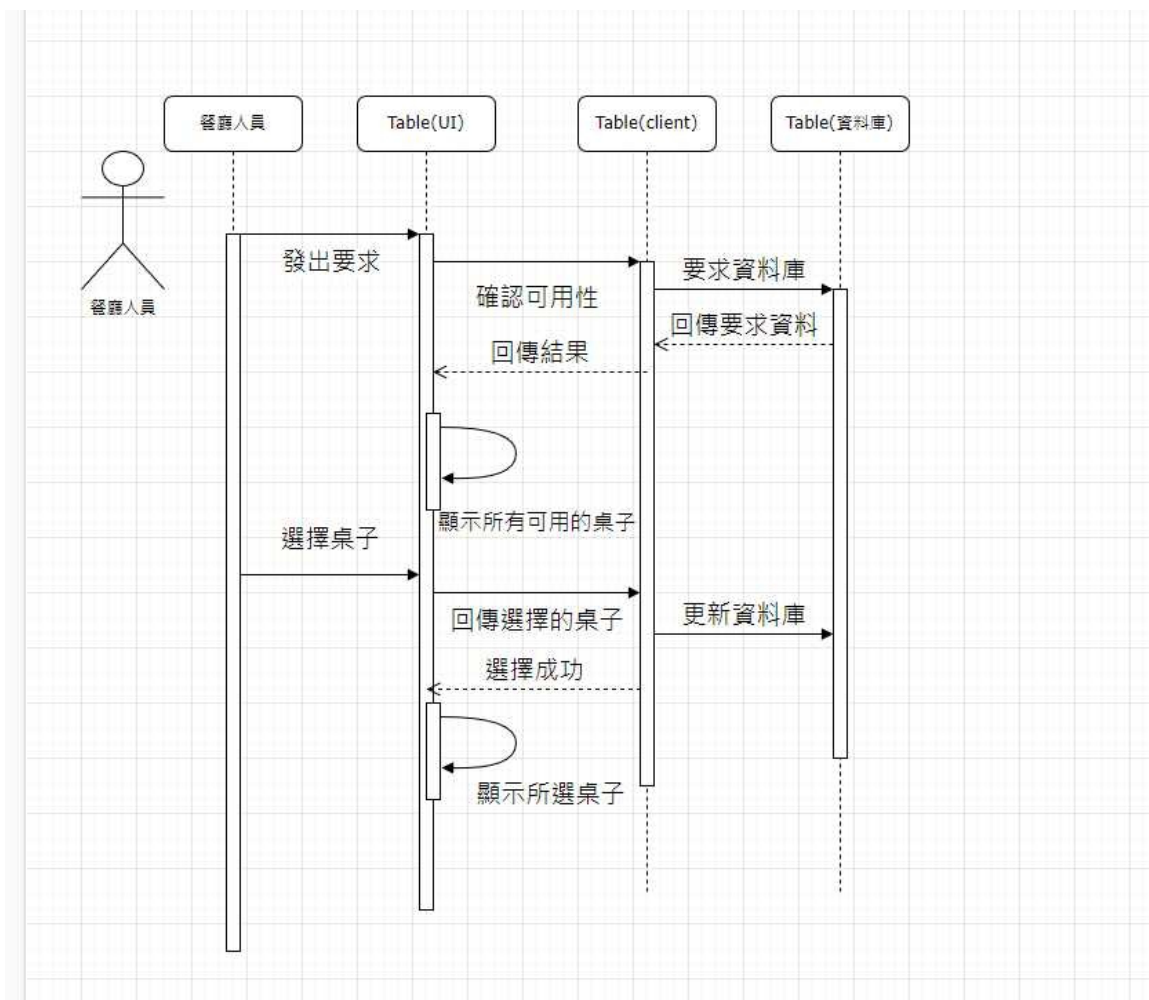 餐廳人員
Table(UI)
Table(client)
Table(資料庫)
餐廳人員
發出要求
確認可用性
要求資料庫
回傳要求資料
回傳結果
顯示所有可用的桌子
選擇桌子
回傳選擇的桌子
更新資料庫
選擇成功
顯示所選桌子